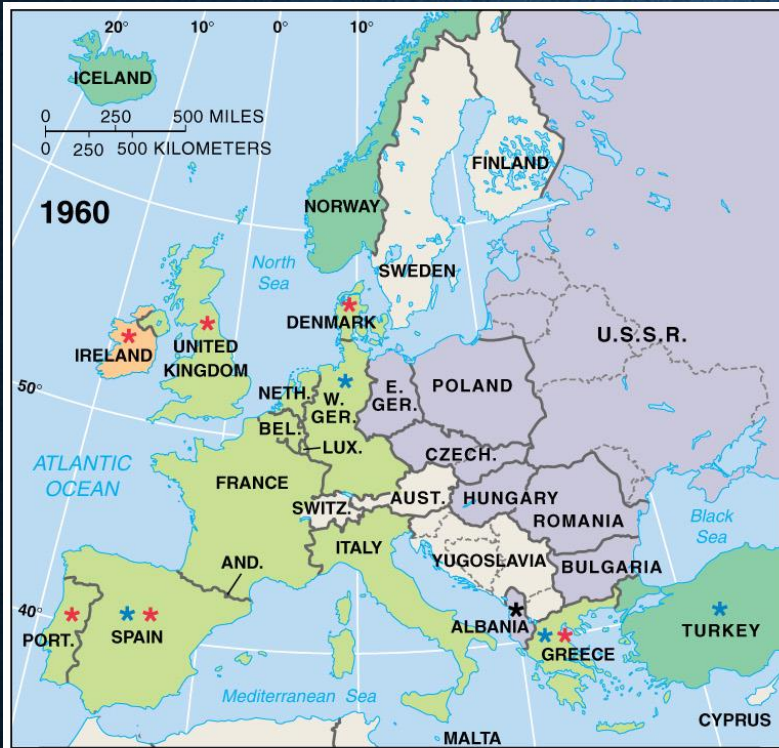 20° 10° 0° 10°
ICELAND
0 250 500 MILES
0 250 500 KILOMETERS
1960
FINLAND
NORWAY
North
Sea
SWEDEN
DENMARK
U.S.S.R.
IRELAND
UNITED
KINGDOM
50°
NETH.
W.
GER.
E.
GER.
POLAND
BEL.
LUX.
CZECH.
ATLANTIC
OCEAN
FRANCE
SWITZ.
AUST.
HUNGARY
ROMANIA
Black
Sea
ITALY
YUGOSLAVIA
AND.
BULGARIA
40°
PORT.
SPAIN
ALBANIA
GREECE
TURKEY
Mediterranean Sea
CYPRUS
MALTA